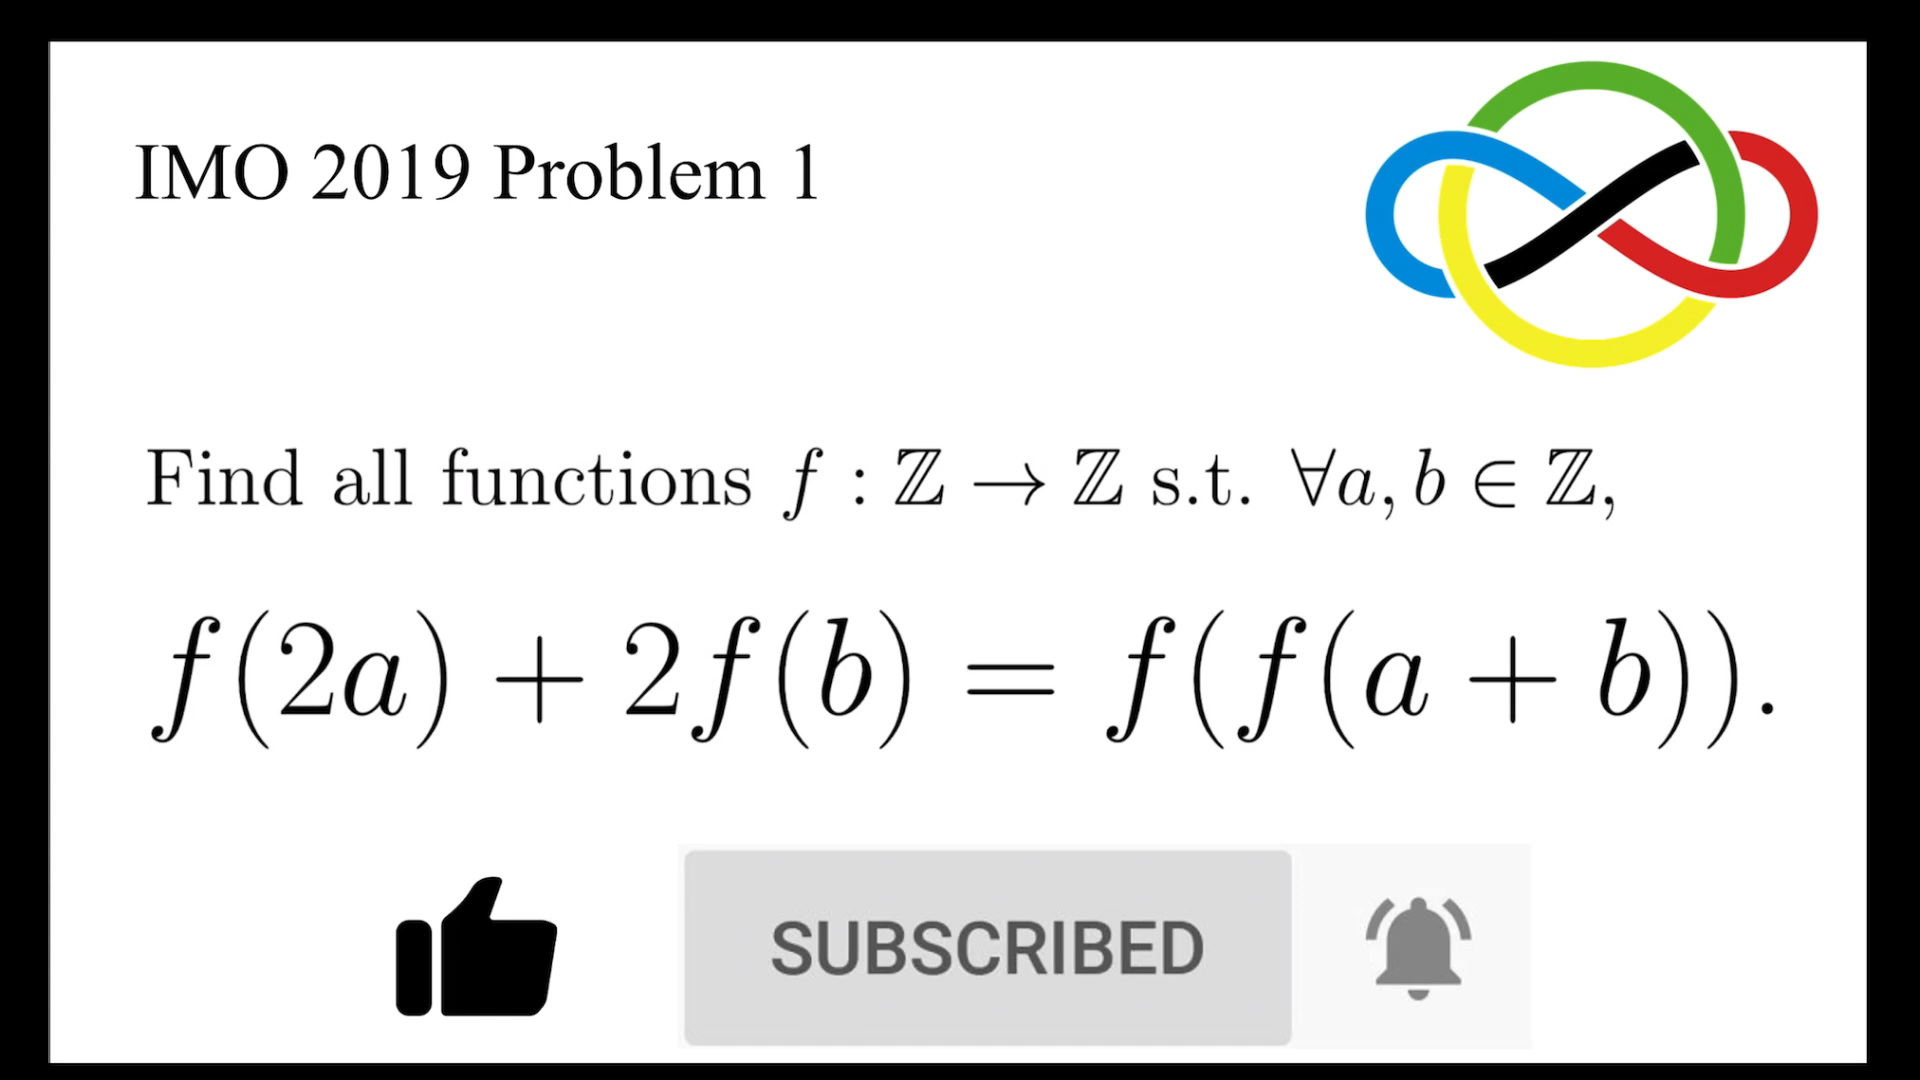 IMO 2019 Problem 1
Find all functions f : ℤ → ℤ s.t. ∀a, b ∈ ℤ,
f(2a) + 2f(b) = f(f(a + b)).
SUBSCRIBED